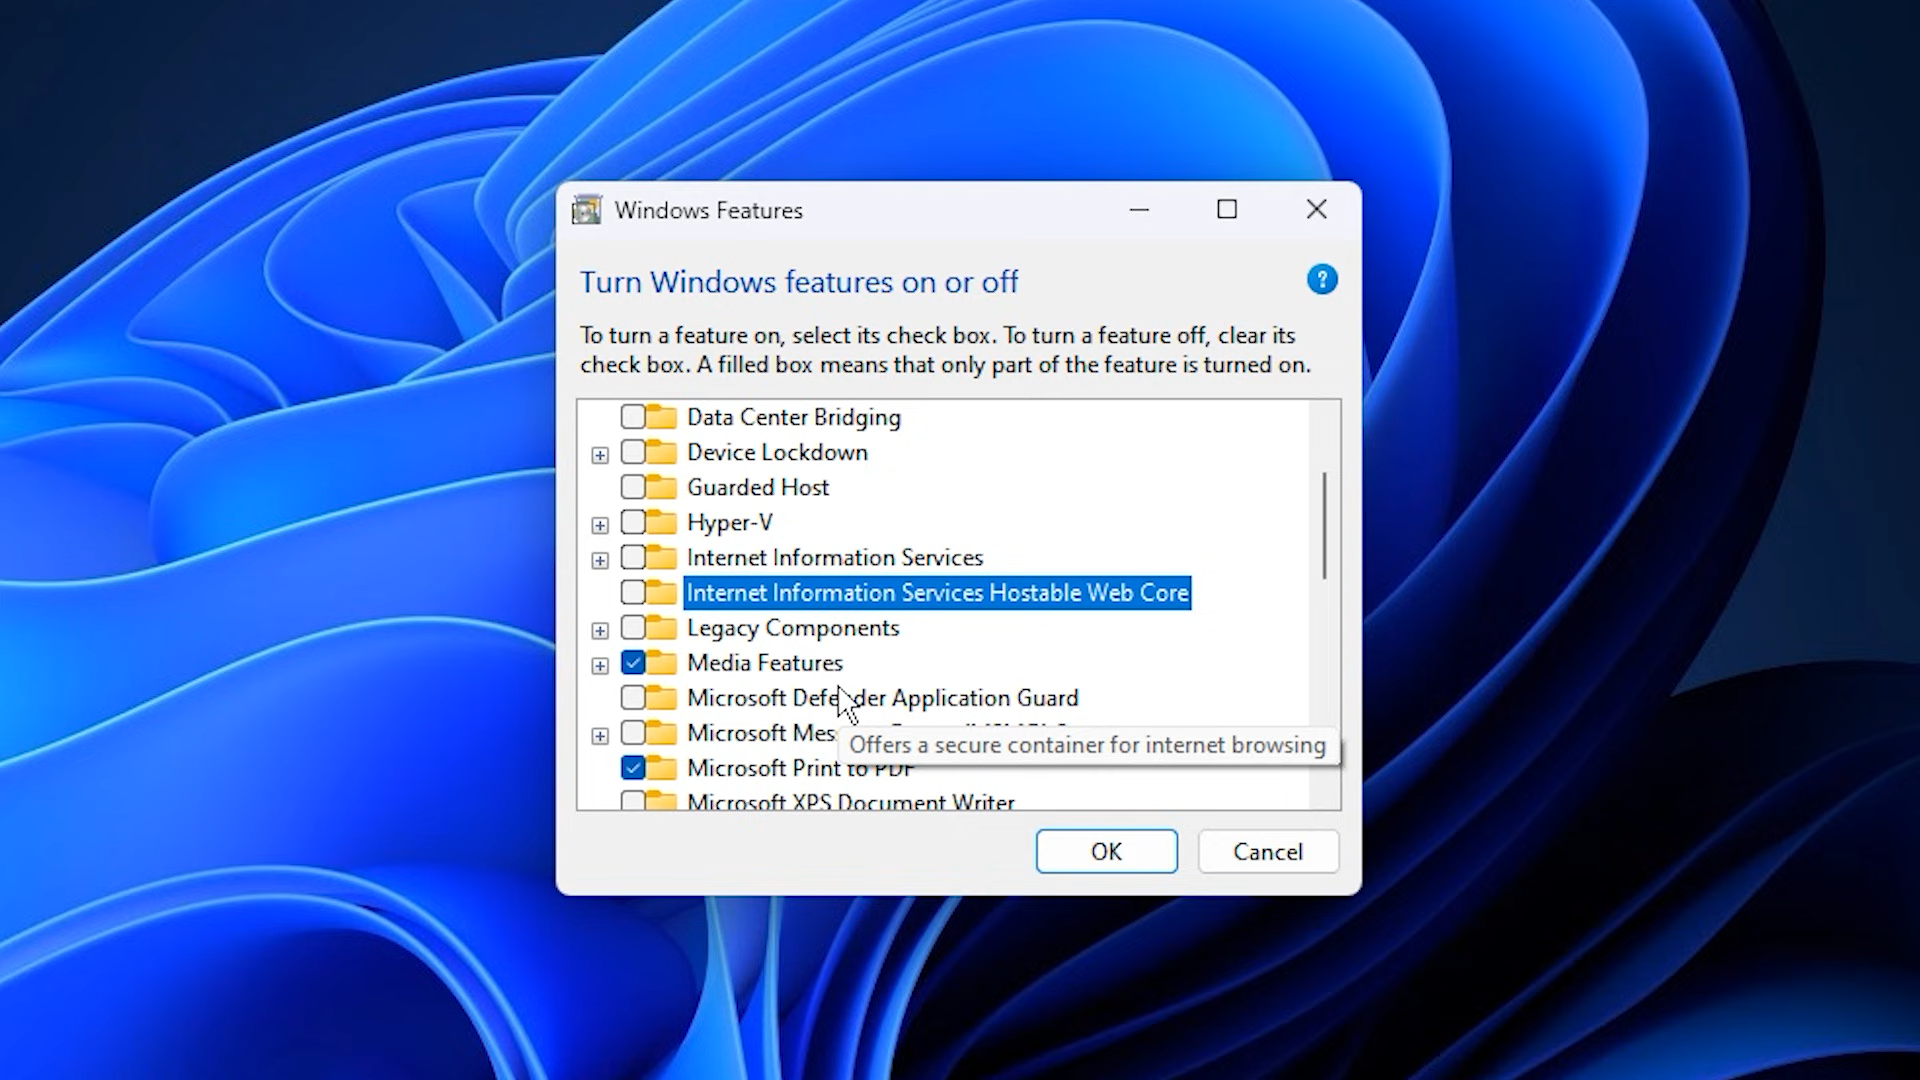 Windows Features
Turn Windows features on or off
?
To turn a feature on, select its check box. To turn a feature off, clear its
check box. A filled box means that only part of the feature is turned on.
Data Center Bridging
Device Lockdown
Guarded Host
Hyper-V
Internet Information Services
Internet Information Services Hostable Web Core
Legacy Components
Media Features
Microsoft Defender Application Guard
Microsoft
Offers a secure container for internet browsing
Microsoft Print to PDF
Microsoft XPS Document Writer
OK
Cancel